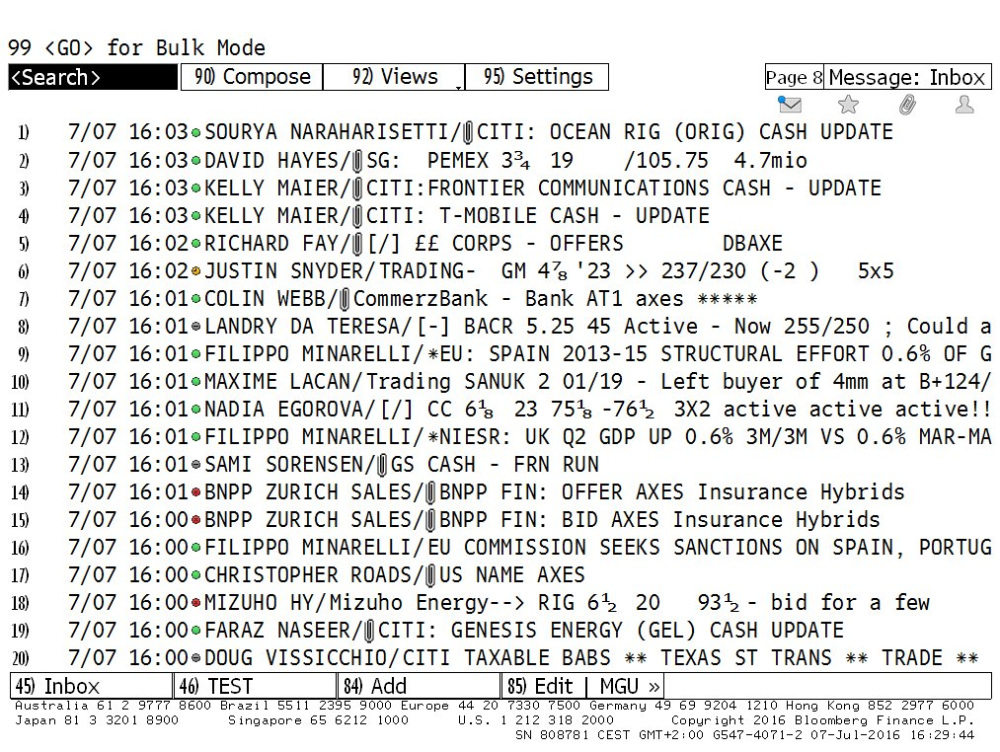 99 <GO> for Bulk Mode
<Search> 90) Compose 92) Views 95) Settings Page 8 Message: Inbox
1) 7/07 16:03 SOURYA NARAHARISETTI/ CITI: OCEAN RIG (ORIG) CASH UPDATE
2) 7/07 16:03 DAVID HAYES/ SG: PEMEX 3¾ 19 /105.75 4.7mio
3) 7/07 16:03 KELLY MAIER/ CITI:FRONTIER COMMUNICATIONS CASH - UPDATE
4) 7/07 16:03 KELLY MAIER/ CITI: T-MOBILE CASH - UPDATE
5) 7/07 16:02 RICHARD FAY/ [/] ££ CORPS - OFFERS DBAXE
6) 7/07 16:02 JUSTIN SNYDER/TRADING- GM 4⅞ '23 >> 237/230 (-2 ) 5x5
7) 7/07 16:01 COLIN WEBB/ CommerzBank - Bank AT1 axes *****
8) 7/07 16:01 LANDRY DA TERESA/[-] BACR 5.25 45 Active - Now 255/250 ; Could a
9) 7/07 16:01 FILIPPO MINARELLI/*EU: SPAIN 2013-15 STRUCTURAL EFFORT 0.6% OF G
10) 7/07 16:01 MAXIME LACAN/Trading SANUK 2 01/19 - Left buyer of 4mm at B+124/
11) 7/07 16:01 NADIA EGOROVA/[/] CC 6⅛ 23 75⅛ -76½ 3X2 active active active!!
12) 7/07 16:01 FILIPPO MINARELLI/*NIESR: UK Q2 GDP UP 0.6% 3M/3M VS 0.6% MAR-MA
13) 7/07 16:01 SAMI SORENSEN/ GS CASH - FRN RUN
14) 7/07 16:01 BNPP ZURICH SALES/ BNPP FIN: OFFER AXES Insurance Hybrids
15) 7/07 16:00 BNPP ZURICH SALES/ BNPP FIN: BID AXES Insurance Hybrids
16) 7/07 16:00 FILIPPO MINARELLI/EU COMMISSION SEEKS SANCTIONS ON SPAIN, PORTUG
17) 7/07 16:00 CHRISTOPHER ROADS/ US NAME AXES
18) 7/07 16:00 MIZUHO HY/Mizuho Energy--> RIG 6½ 20 93½ - bid for a few
19) 7/07 16:00 FARAZ NASEER/ CITI: GENESIS ENERGY (GEL) CASH UPDATE
20) 7/07 16:00 DOUG VISSICCHIO/CITI TAXABLE BABS ** TEXAS ST TRANS ** TRADE **
45) Inbox 46) TEST 84) Add 85) Edit | MGU »
Australia 61 2 9777 8600 Brazil 5511 2395 9000 Europe 44 20 7330 7500 Germany 49 69 9204 1210 Hong Kong 852 2977 6000
Japan 81 3 3201 8900 Singapore 65 6212 1000 U.S. 1 212 318 2000 Copyright 2016 Bloomberg Finance L.P.
SN 808781 CEST GMT+2:00 G547-4071-2 07-Jul-2016 16:29:44